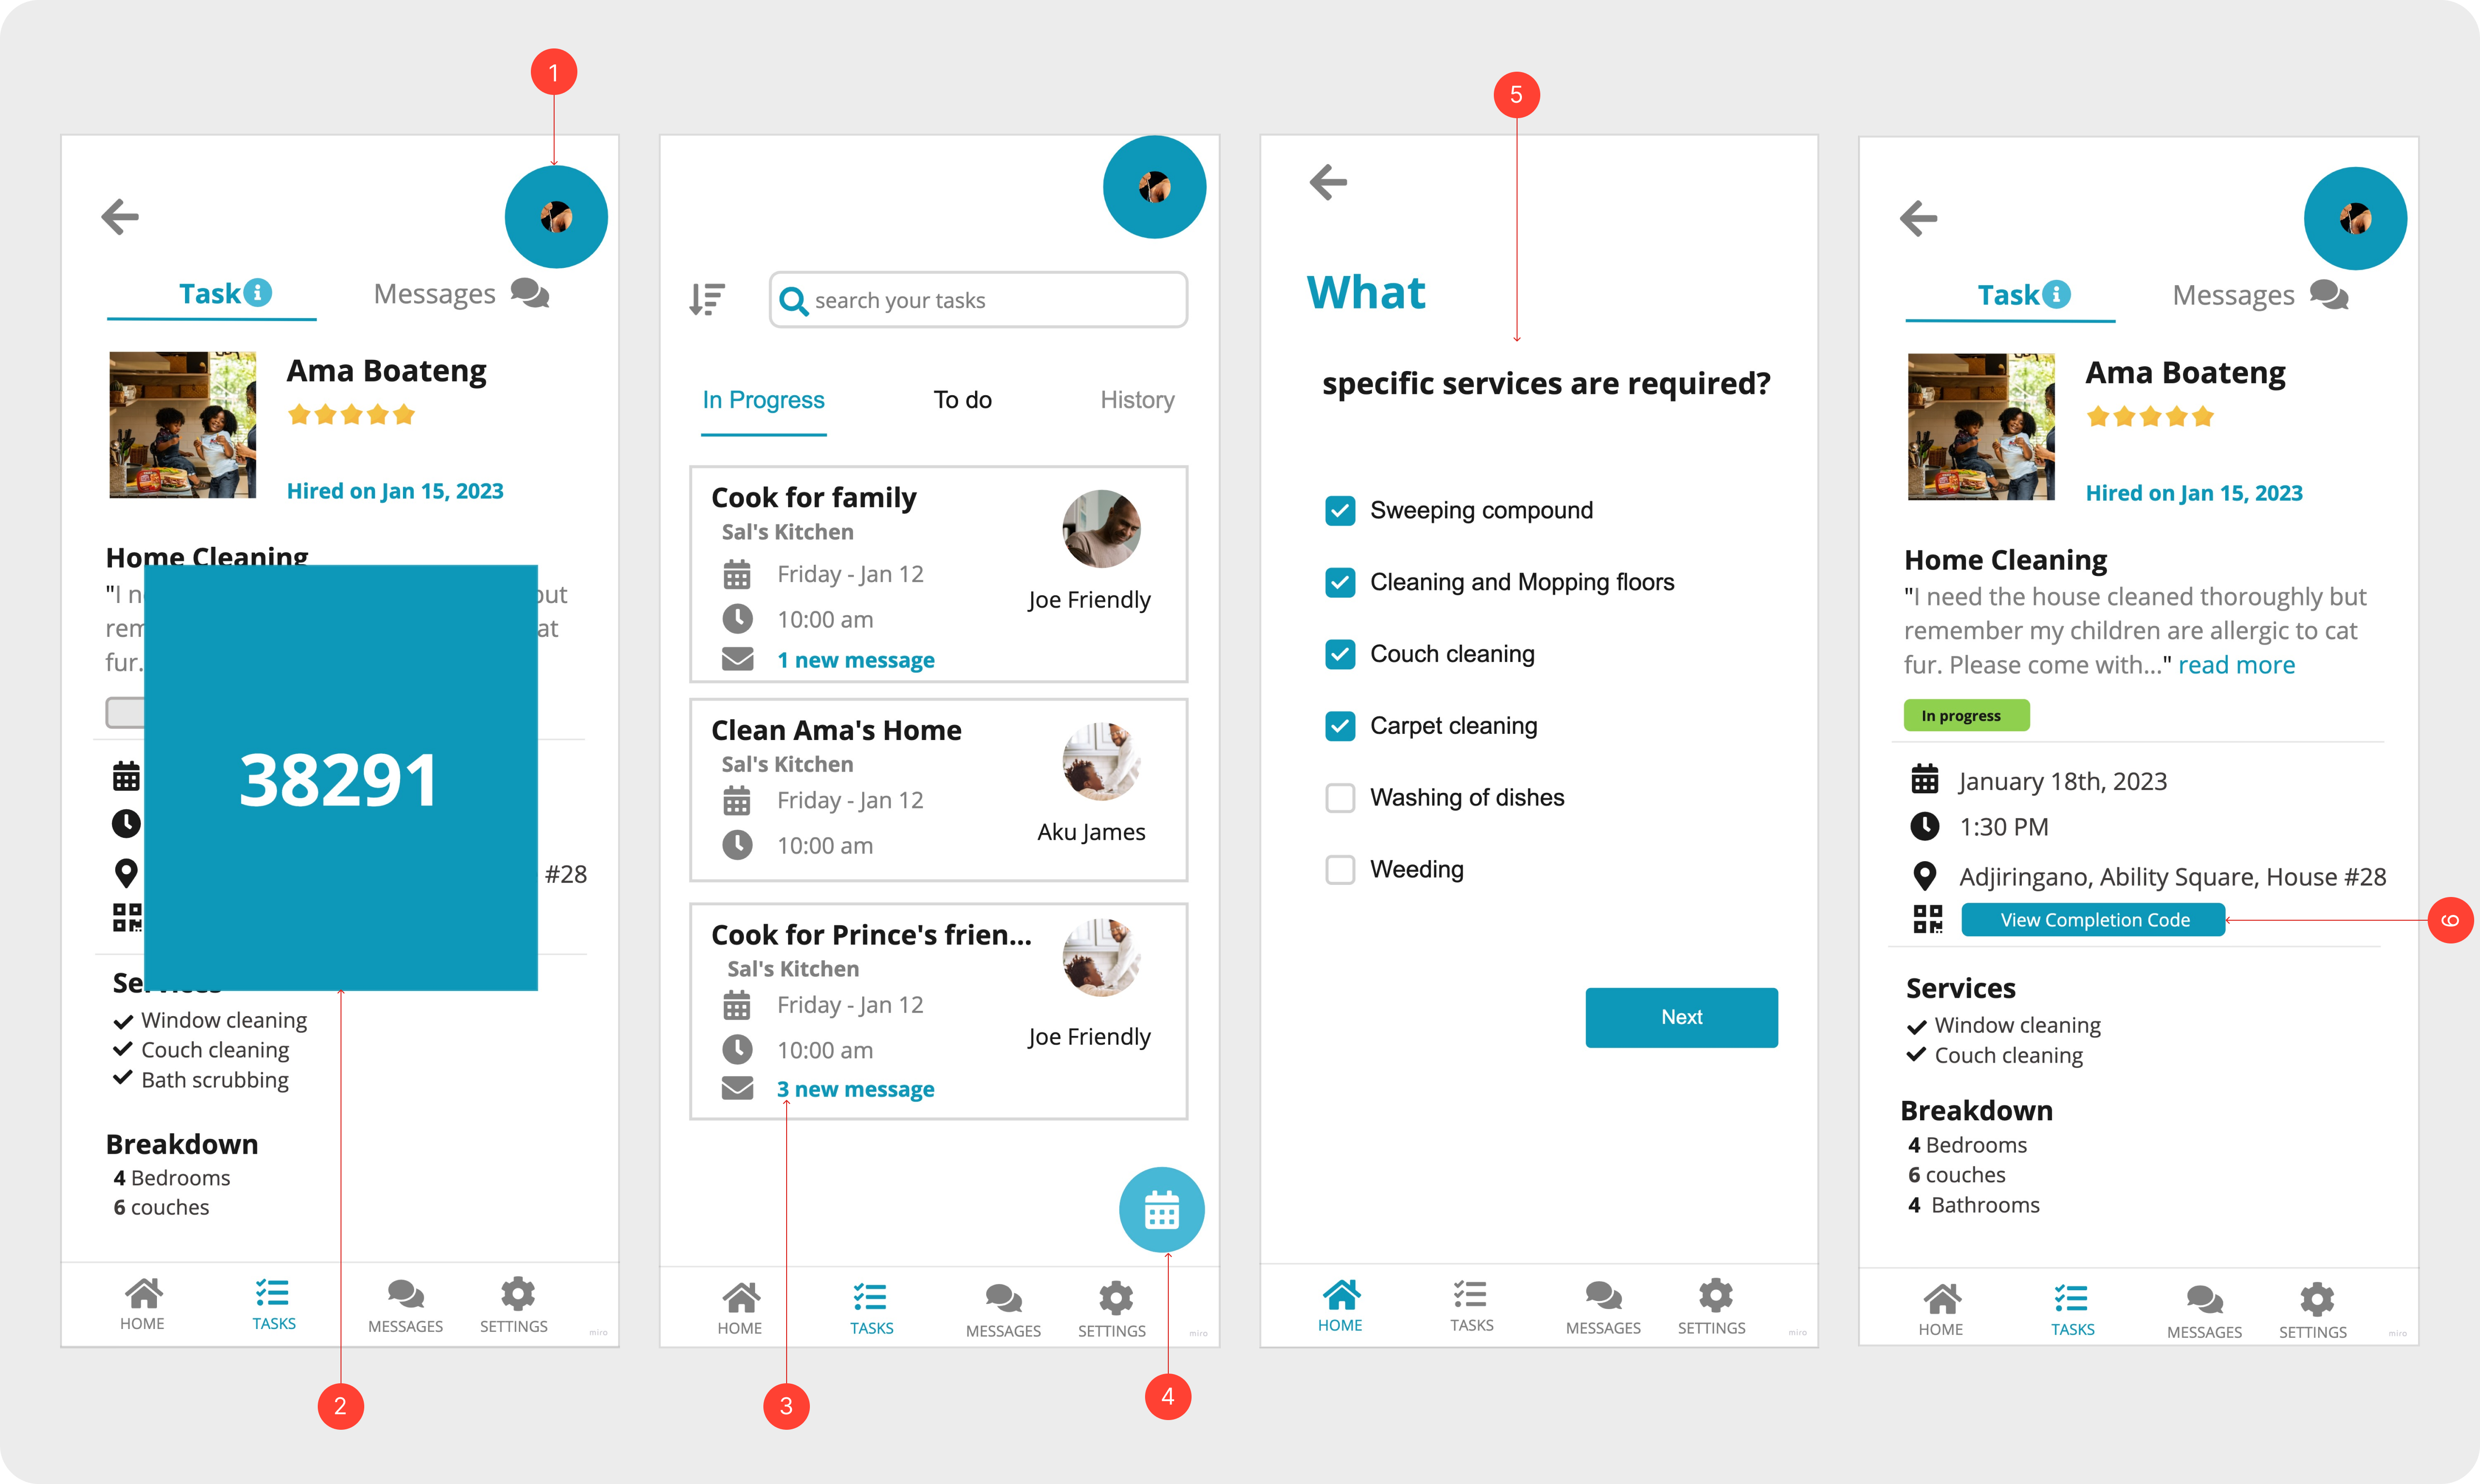 1
5
Task
Messages
Ama Boateng
Hired on Jan 15, 2023
Home Cleaning
"I n
out
rem
at
fur.
38291
#28
Window cleaning
Couch cleaning
Bath scrubbing
Breakdown
4 Bedrooms
6 couches
HOME
TASKS
MESSAGES
SETTINGS
miro
2
search your tasks
In Progress
To do
History
Cook for family
Sal's Kitchen
Friday - Jan 12
10:00 am
1 new message
Joe Friendly
Clean Ama's Home
Sal's Kitchen
Friday - Jan 12
10:00 am
Aku James
Cook for Prince's frien...
Sal's Kitchen
Friday - Jan 12
10:00 am
3 new message
Joe Friendly
HOME
TASKS
MESSAGES
SETTINGS
miro
3
4
What
specific services are required?
Sweeping compound
Cleaning and Mopping floors
Couch cleaning
Carpet cleaning
Washing of dishes
Weeding
Next
HOME
TASKS
MESSAGES
SETTINGS
miro
Task
Messages
Ama Boateng
Hired on Jan 15, 2023
Home Cleaning
"I need the house cleaned thoroughly but
remember my children are allergic to cat
fur. Please come with..." read more
In progress
January 18th, 2023
1:30 PM
Adjiringano, Ability Square, House #28
View Completion Code
6
Services
Window cleaning
Couch cleaning
Breakdown
4 Bedrooms
6 couches
4 Bathrooms
HOME
TASKS
MESSAGES
SETTINGS
miro